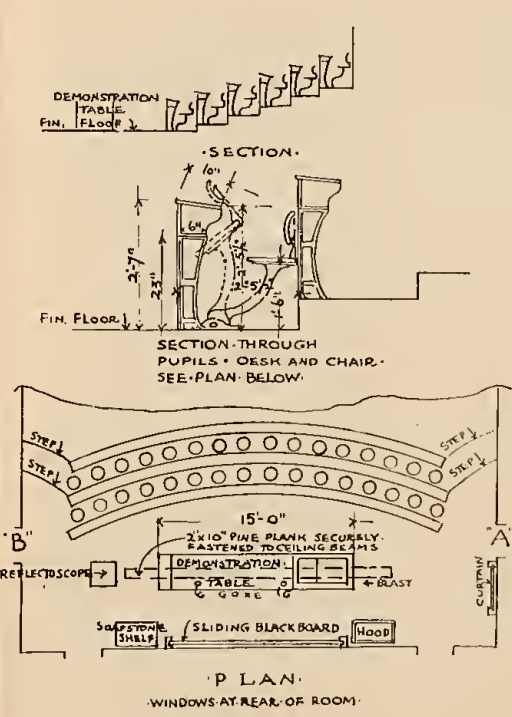 DEMONSTRATION
TABLE
FIN. FLOOR
·SECTION·
10"
6"
2'-7"
23"
1'-6"
FIN. FLOOR
SECTION·THROUGH
PUPILS·DESK AND CHAIR·
SEE·PLAN·BELOW·
STEP
STEP
STEP
STEP
15'-0"
"B"
"A"
2"X10" PINE PLANK SECURELY·
FASTENED TO CEILING BEAMS
REFLECTOSCOPE
DEMONSTRATION·
TABLE
BLAST
CURTAIN
SOAPSTONE
SHELF
SLIDING BLACKBOARD
HOOD
·PLAN·
·WINDOWS·AT·REAR·OF ROOM·